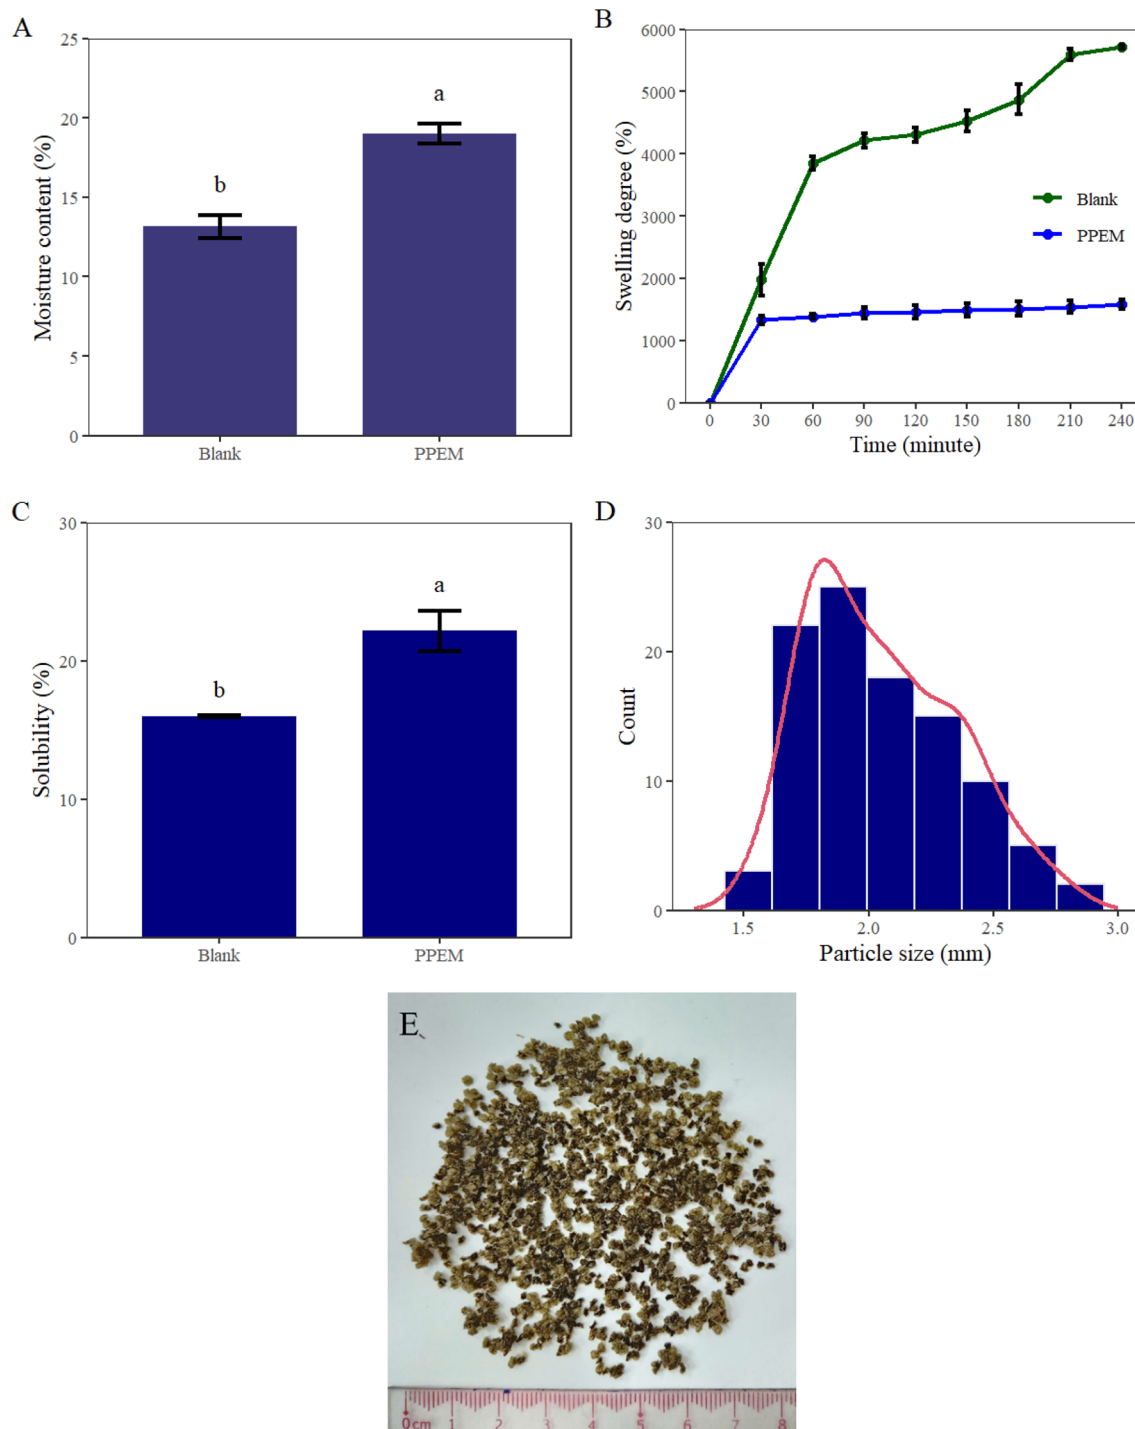 A
25
20
15
10
5
0
Moisture content (%)
b
a
Blank
PPEM
B
6000
5000
4000
3000
2000
1000
0
Swelling degree (%)
Blank
PPEM
0 30 60 90 120 150 180 210 240
Time (minute)
C
30
20
10
0
Solubility (%)
b
a
Blank
PPEM
D
30
20
10
0
Count
1.5 2.0 2.5 3.0
Particle size (mm)
E
0cm 1 2 3 4 5 6 7 8